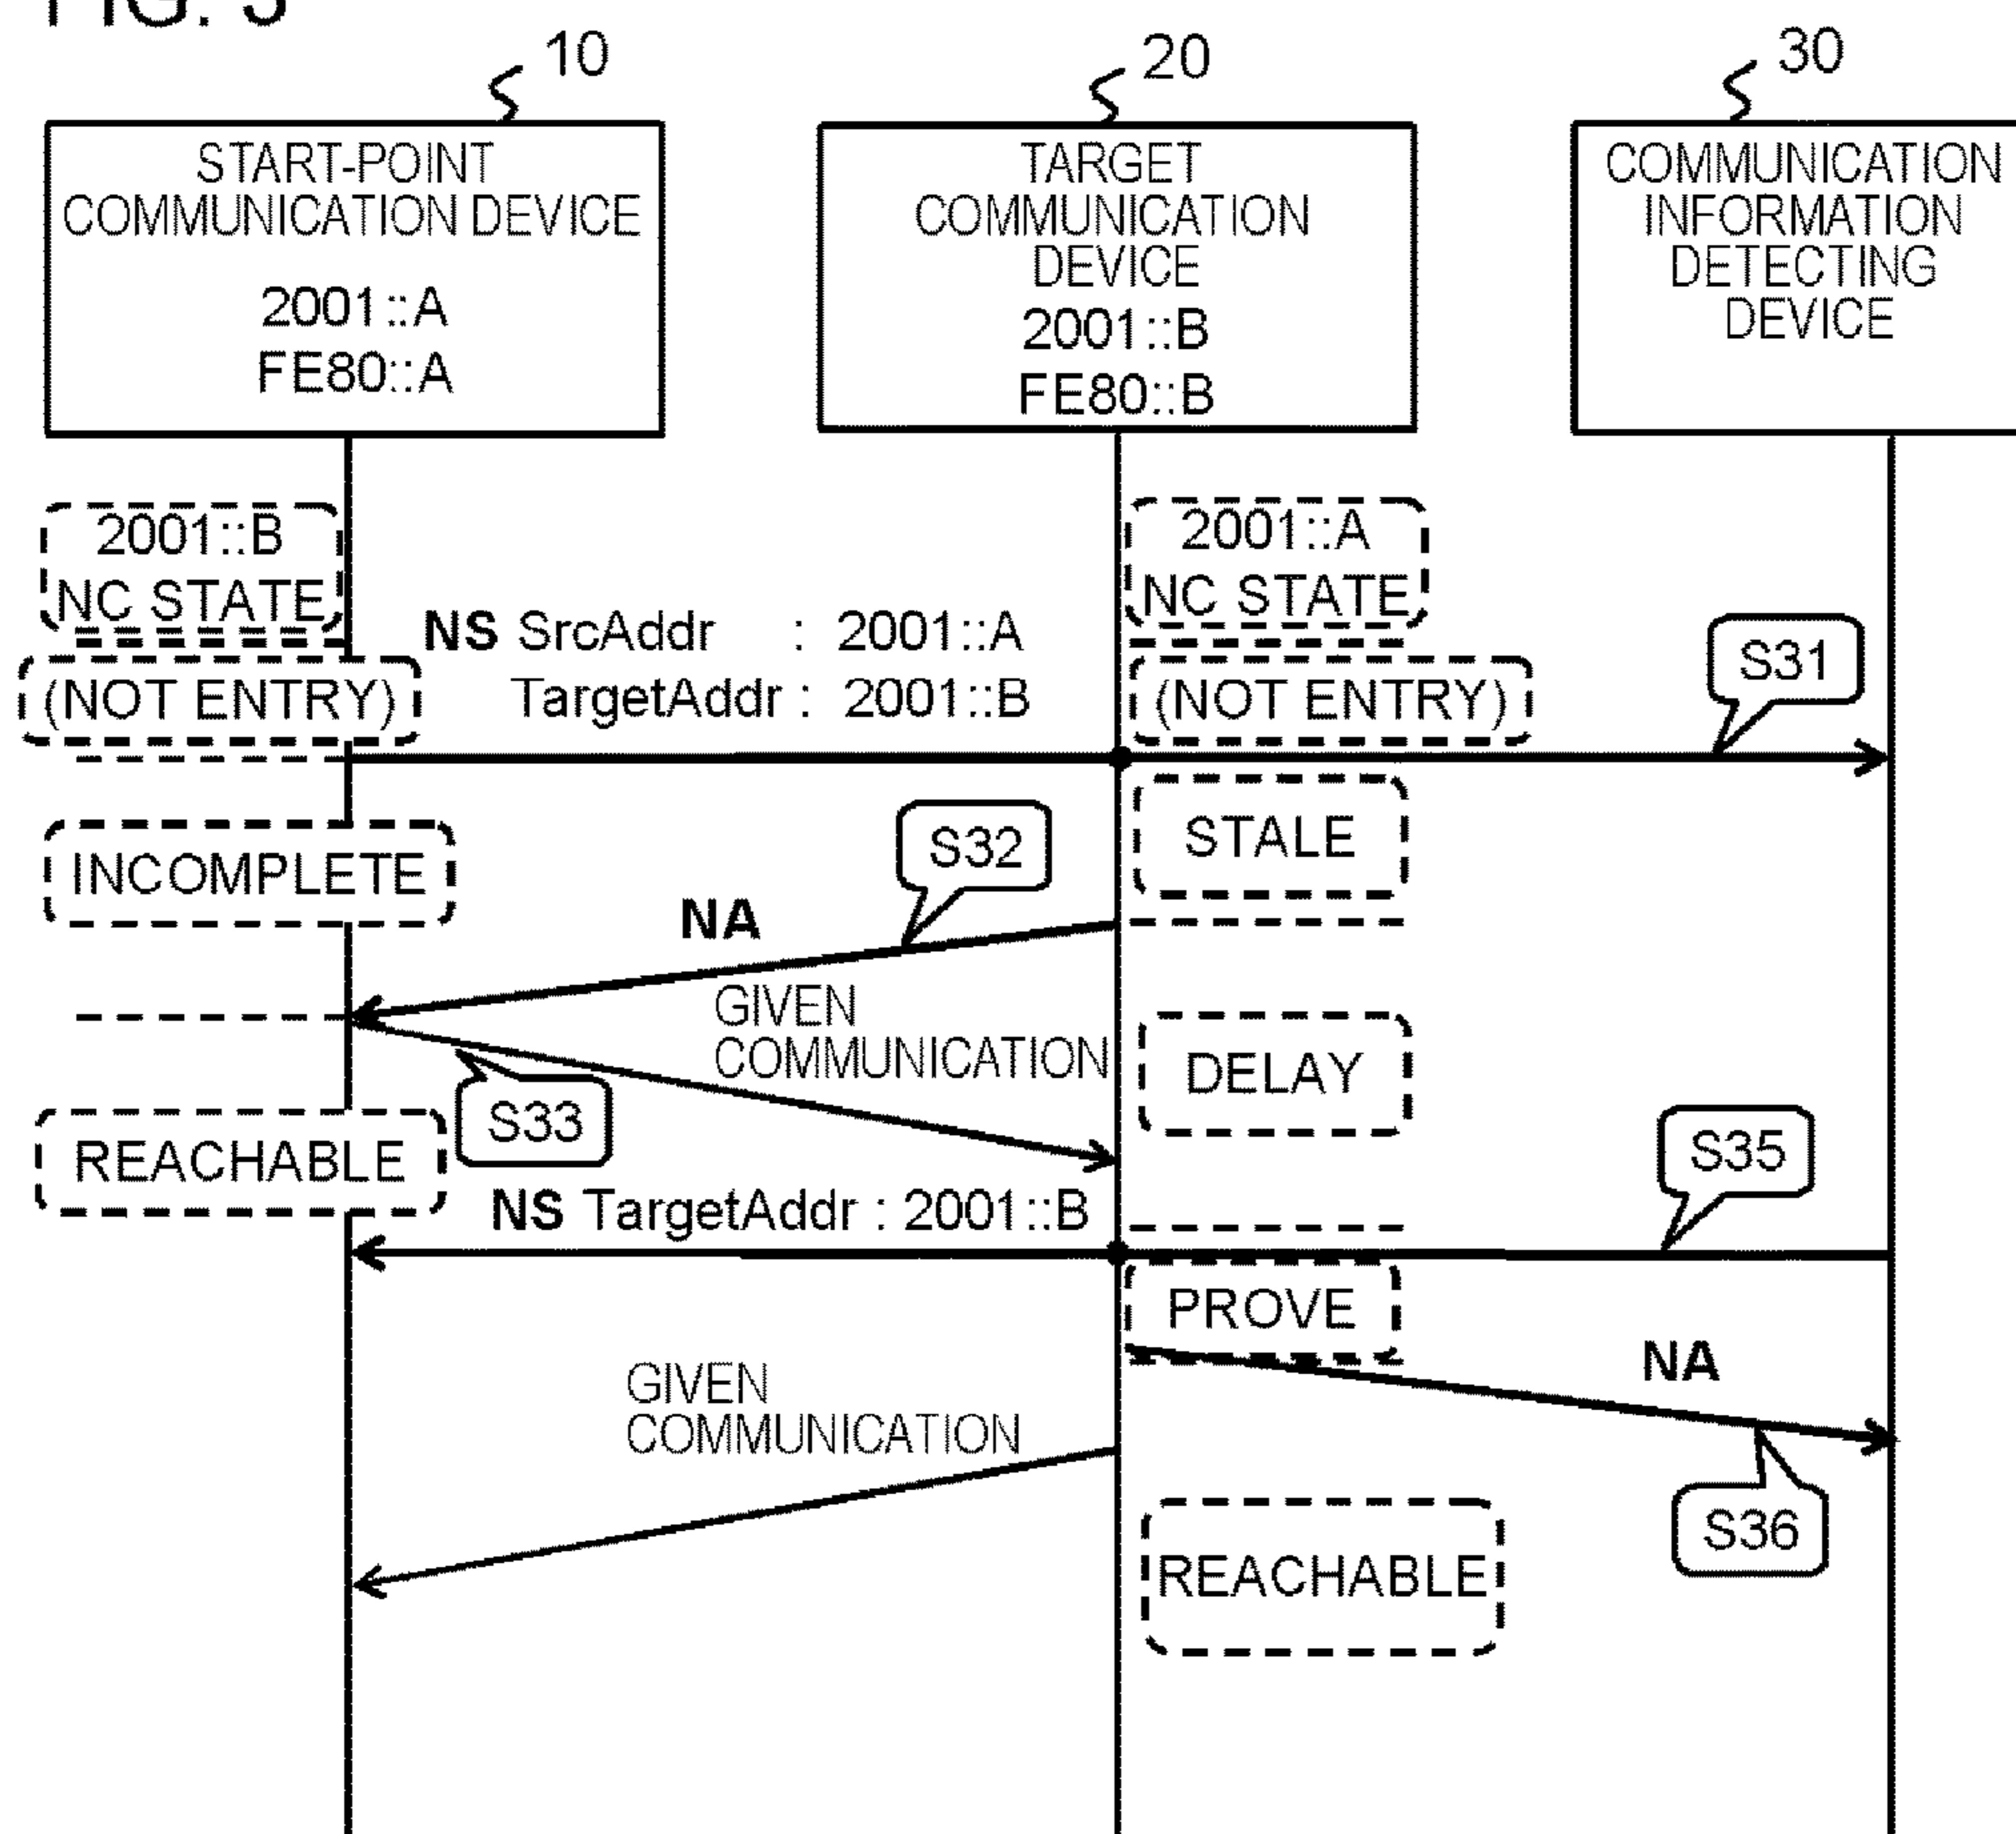 10
20
30
START-POINT
COMMUNICATION DEVICE
2001::A
FE80::A
TARGET
COMMUNICATION
DEVICE
2001::B
FE80::B
COMMUNICATION
INFORMATION
DETECTING
DEVICE
2001::B
NC STATE
(NOT ENTRY)
NS SrcAddr : 2001::A
TargetAddr : 2001::B
2001::A
NC STATE
(NOT ENTRY)
S31
STALE
INCOMPLETE
S32
NA
GIVEN
COMMUNICATION
DELAY
S33
REACHABLE
S35
NS TargetAddr : 2001::B
PROVE
NA
GIVEN
COMMUNICATION
S36
REACHABLE